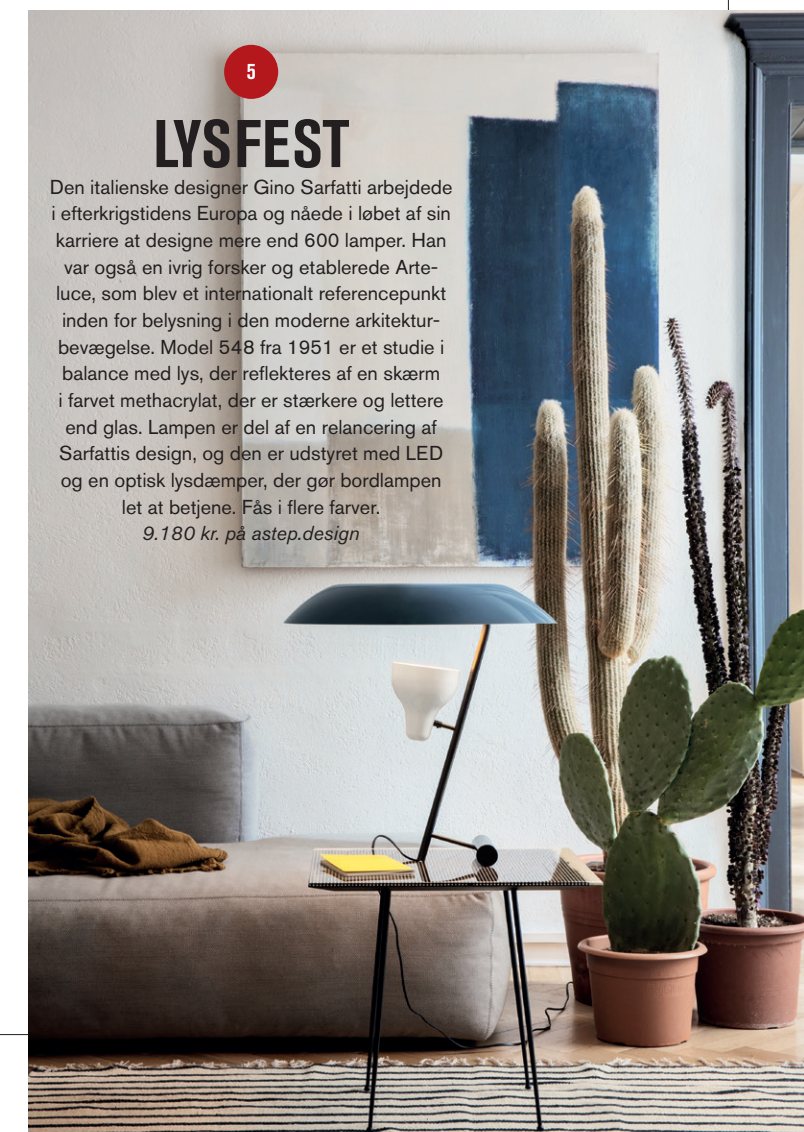 5
LYSFEST
Den italienske designer Gino Sarfatti arbejdede
i efterkrigstidens Europa og nåede i løbet af sin
karriere at designe mere end 600 lamper. Han
var også en ivrig forsker og etablerede Arte-
luce, som blev et internationalt referencepunkt
inden for belysning i den moderne arkitektur-
bevægelse. Model 548 fra 1951 er et studie i
balance med lys, der reflekteres af en skærm
i farvet methacrylat, der er stærkere og lettere
end glas. Lampen er del af en relancering af
Sarfattis design, og den er udstyret med LED
og en optisk lysdæmper, der gør bordlampen
let at betjene. Fås i flere farver.
9.180 kr. på astep.design